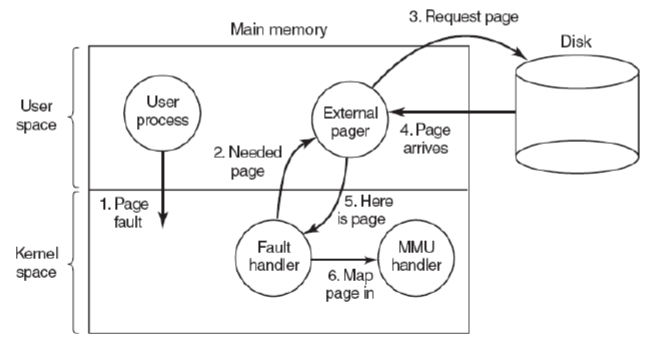 Main memory
3. Request page
Disk
User
space
User
process
External
pager
2. Needed
page
4. Page
arrives
1. Page
fault
5. Here
is page
Kernel
space
Fault
handler
MMU
handler
6. Map
page in